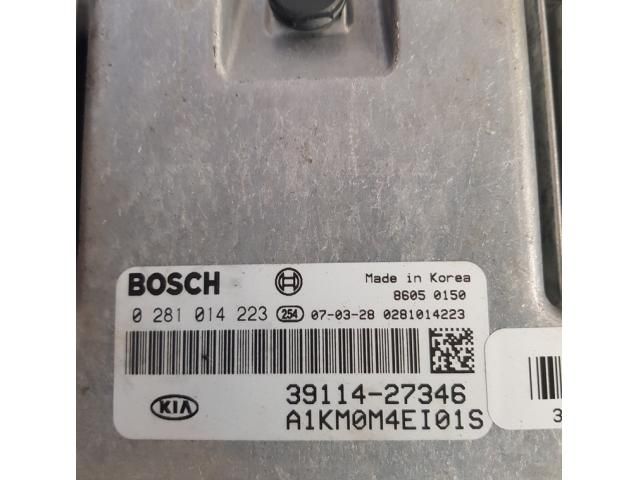 BOSCH
Made in Korea
8605 0150
0 281 014 223 254 07-03-28 0281014223
KIA
39114-27346
A1KM0M4EI01S
3